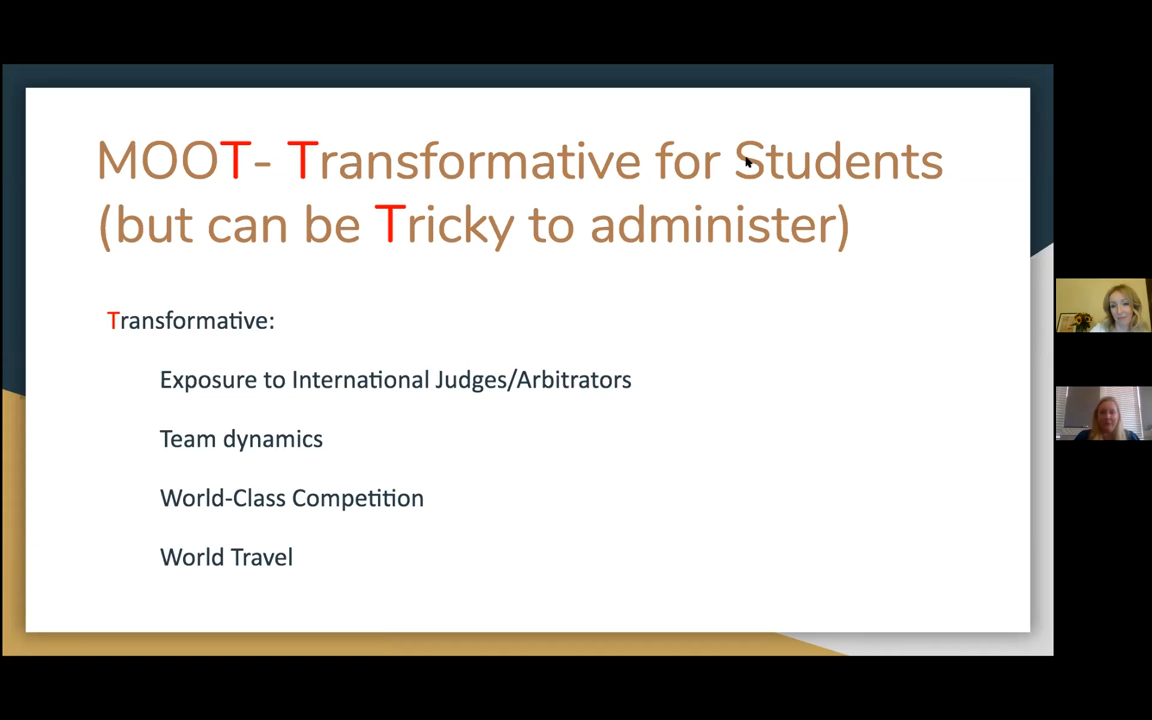 MOOT- Transformative for Students
(but can be Tricky to administer)
Transformative:
Exposure to International Judges/Arbitrators
Team dynamics
World-Class Competition
World Travel